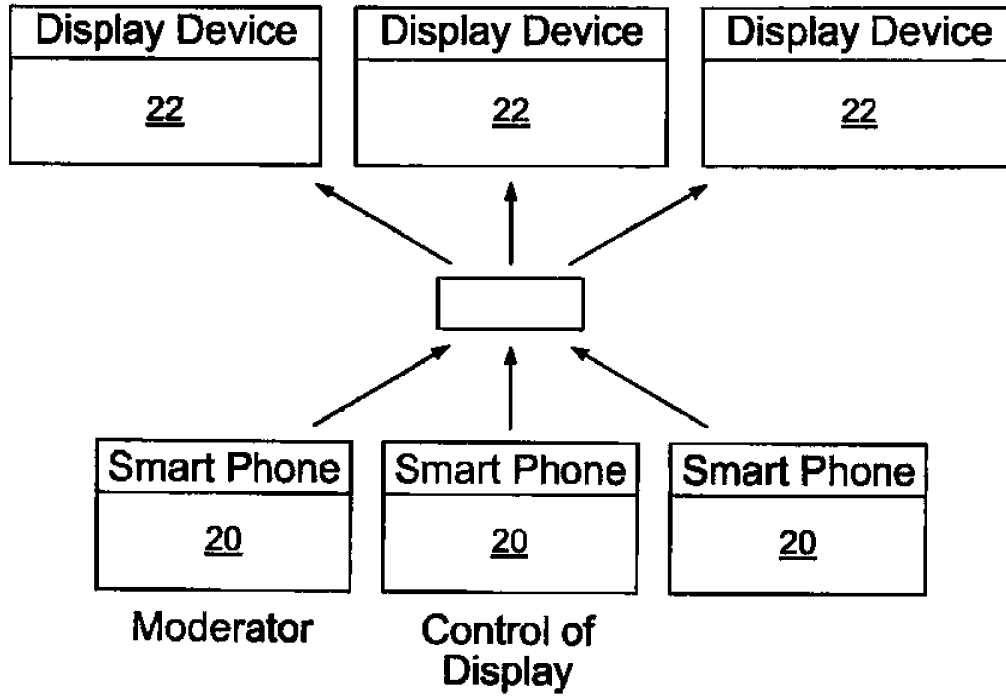 Display Device
Display Device
Display Device
22
22
22
Smart Phone
Smart Phone
Smart Phone
20
20
20
Moderator
Control of
Display